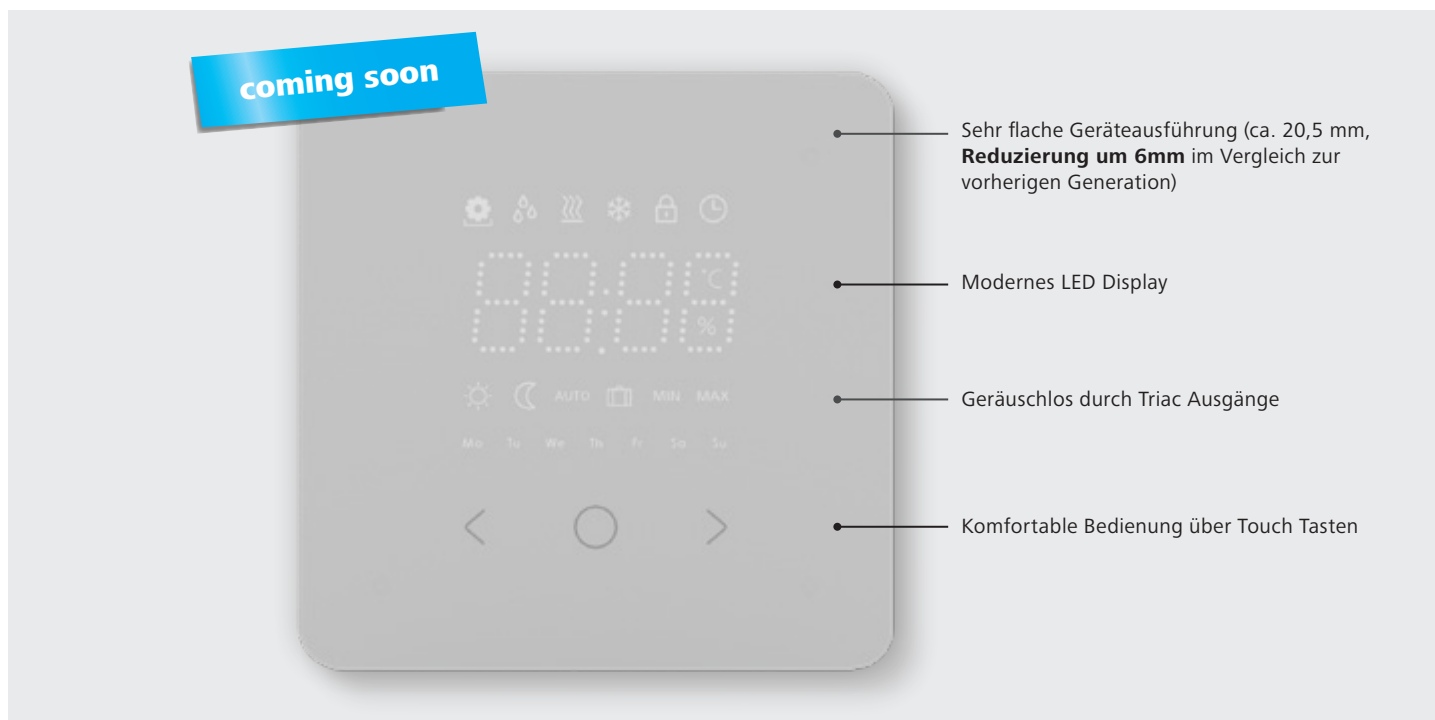 coming soon
Sehr flache Geräteausführung (ca. 20,5 mm,
Reduzierung um 6mm im Vergleich zur
vorherigen Generation)
88:88 °C
%
Modernes LED Display
AUTO MIN MAX
Geräuschlos durch Triac Ausgänge
Mo Tu We Th Fr Sa Su
Komfortable Bedienung über Touch Tasten